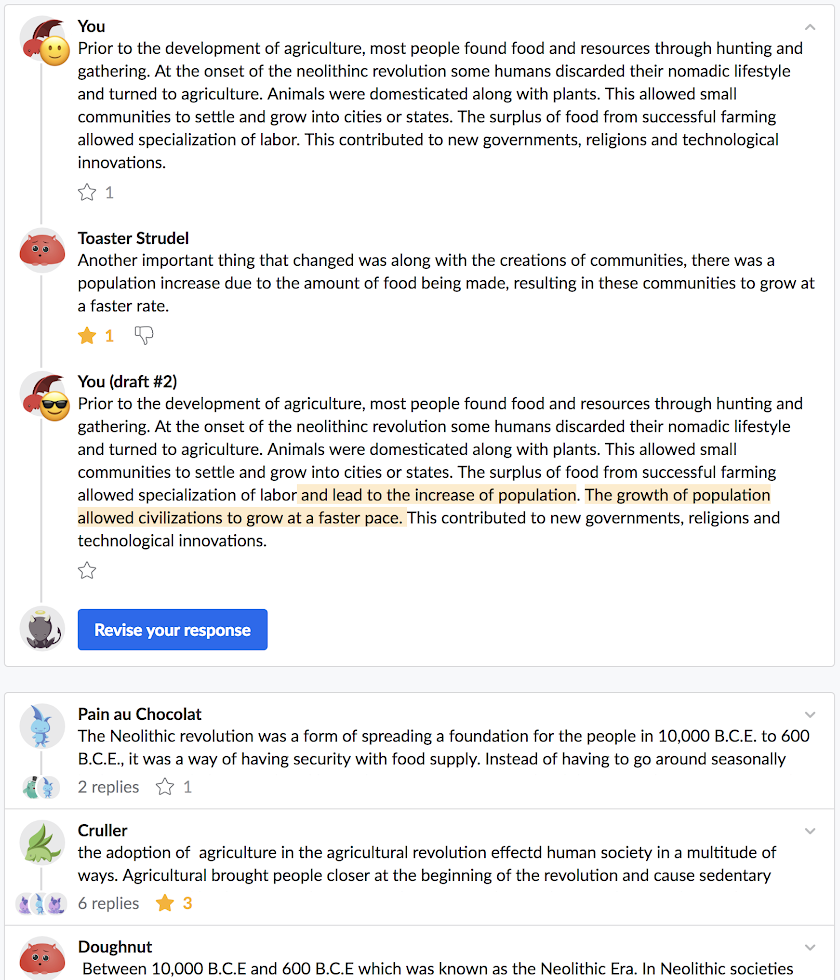 You
Prior to the development of agriculture, most people found food and resources through hunting and
gathering. At the onset of the neolithinc revolution some humans discarded their nomadic lifestyle
and turned to agriculture. Animals were domesticated along with plants. This allowed small
communities to settle and grow into cities or states. The surplus of food from successful farming
allowed specialization of labor. This contributed to new governments, religions and technological
innovations.
1
Toaster Strudel
Another important thing that changed was along with the creations of communities, there was a
population increase due to the amount of food being made, resulting in these communities to grow at
a faster rate.
1
You (draft #2)
Prior to the development of agriculture, most people found food and resources through hunting and
gathering. At the onset of the neolithinc revolution some humans discarded their nomadic lifestyle
and turned to agriculture. Animals were domesticated along with plants. This allowed small
communities to settle and grow into cities or states. The surplus of food from successful farming
allowed specialization of labor and lead to the increase of population. The growth of population
allowed civilizations to grow at a faster pace. This contributed to new governments, religions and
technological innovations.
Revise your response
Pain au Chocolat
The Neolithic revolution was a form of spreading a foundation for the people in 10,000 B.C.E. to 600
B.C.E., it was a way of having security with food supply. Instead of having to go around seasonally
2 replies 1
Cruller
the adoption of  agriculture in the agricultural revolution effectd human society in a multitude of
ways. Agricultural brought people closer at the beginning of the revolution and cause sedentary
6 replies 3
Doughnut
Between 10,000 B.C.E and 600 B.C.E which was known as the Neolithic Era. In Neolithic societies